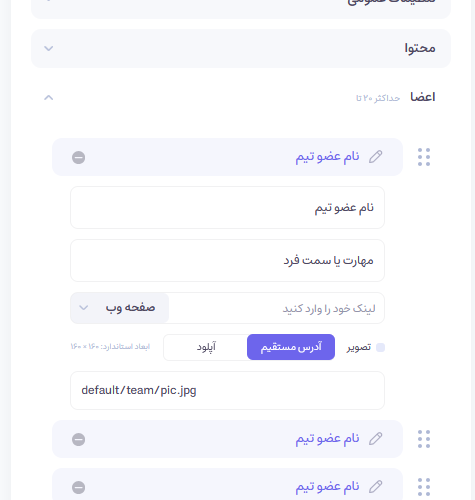 تنظیمات عمومی
محتوا
اعضا حداکثر ۲۰ تا
نام عضو تیم
نام عضو تیم
مهارت یا سمت فرد
لینک خود را وارد کنید صفحه وب
تصویر آدرس مستقیم آپلود ابعاد استاندارد: ۱۶۰ × ۱۶۰
default/team/pic.jpg
نام عضو تیم
نام عضو تیم